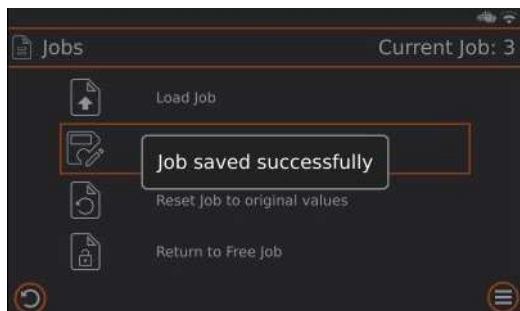 Jobs
Current Job: 3
Load Job
Job saved successfully
Reset Job to original values
Return to Free Job